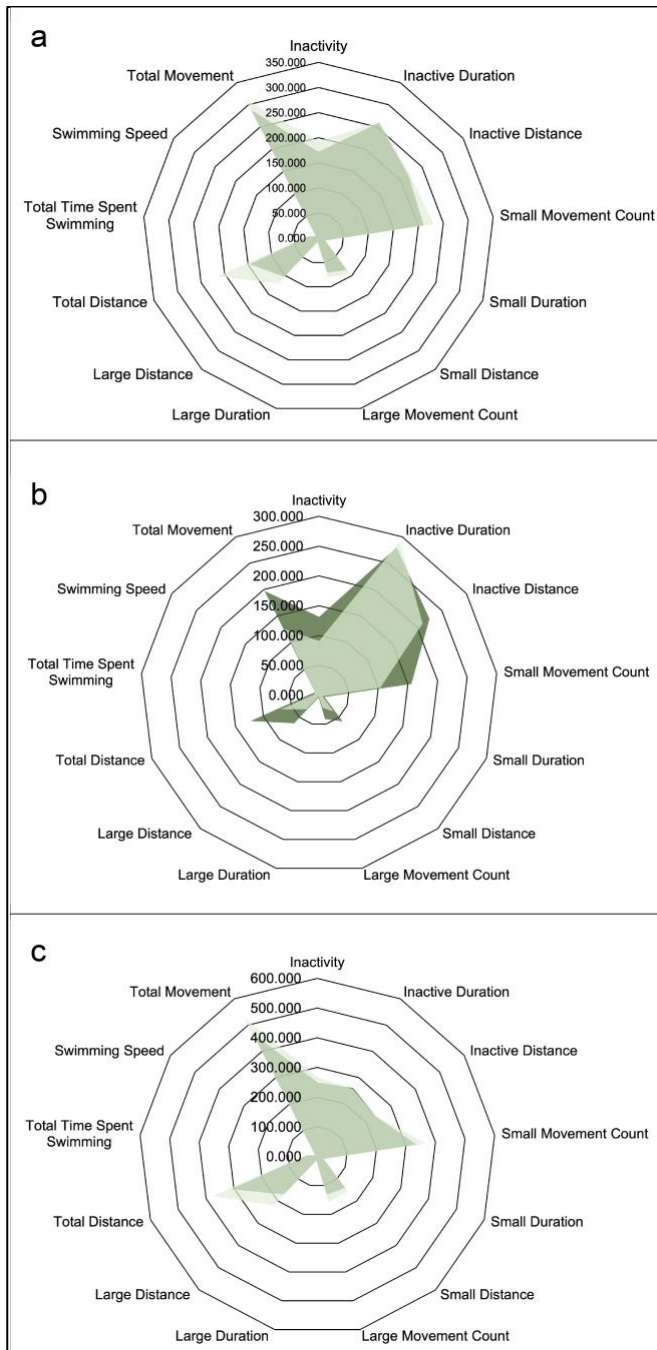 a
Inactivity
350.000
300.000
250.000
200.000
150.000
100.000
50.000
0.000
Inactive Duration
Inactive Distance
Small Movement Count
Small Duration
Small Distance
Large Movement Count
Large Duration
Large Distance
Total Distance
Total Time Spent
Swimming
Swimming Speed
Total Movement
b
Inactivity
300.000
250.000
200.000
150.000
100.000
50.000
0.000
Inactive Duration
Inactive Distance
Small Movement Count
Small Duration
Small Distance
Large Movement Count
Large Duration
Large Distance
Total Distance
Total Time Spent
Swimming
Swimming Speed
Total Movement
c
Inactivity
600.000
500.000
400.000
300.000
200.000
100.000
0.000
Inactive Duration
Inactive Distance
Small Movement Count
Small Duration
Small Distance
Large Movement Count
Large Duration
Large Distance
Total Distance
Total Time Spent
Swimming
Swimming Speed
Total Movement